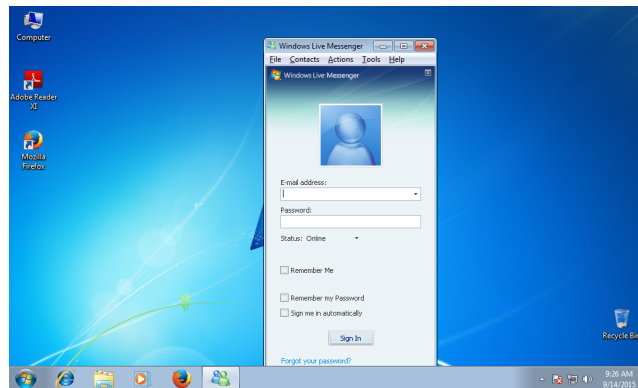 Computer
Adobe Reader
XI
Mozilla
Firefox
Windows Live Messenger
File Contacts Actions Tools Help
Windows Live Messenger
E-mail address:
Password:
Status: Online
Remember Me
Remember my Password
Sign me in automatically
Sign In
Forgot your password?
Recycle Bin
9:26 AM
9/14/2015